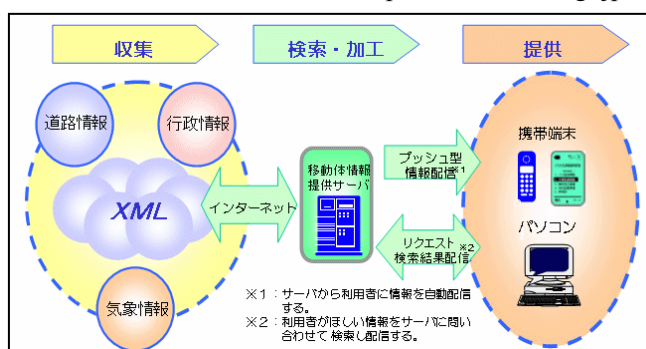 収集
検索・加工
提供
道路情報
行政情報
XML
気象情報
インターネット
移動体情報
提供サーバ
プッシュ型
情報配信※1
リクエスト※2
検索結果配信
携帯端末
パソコン
※1：サーバから利用者に情報を自動配信
する。
※2：利用者がほしい情報をサーバに問い
合わせて検索し配信する。